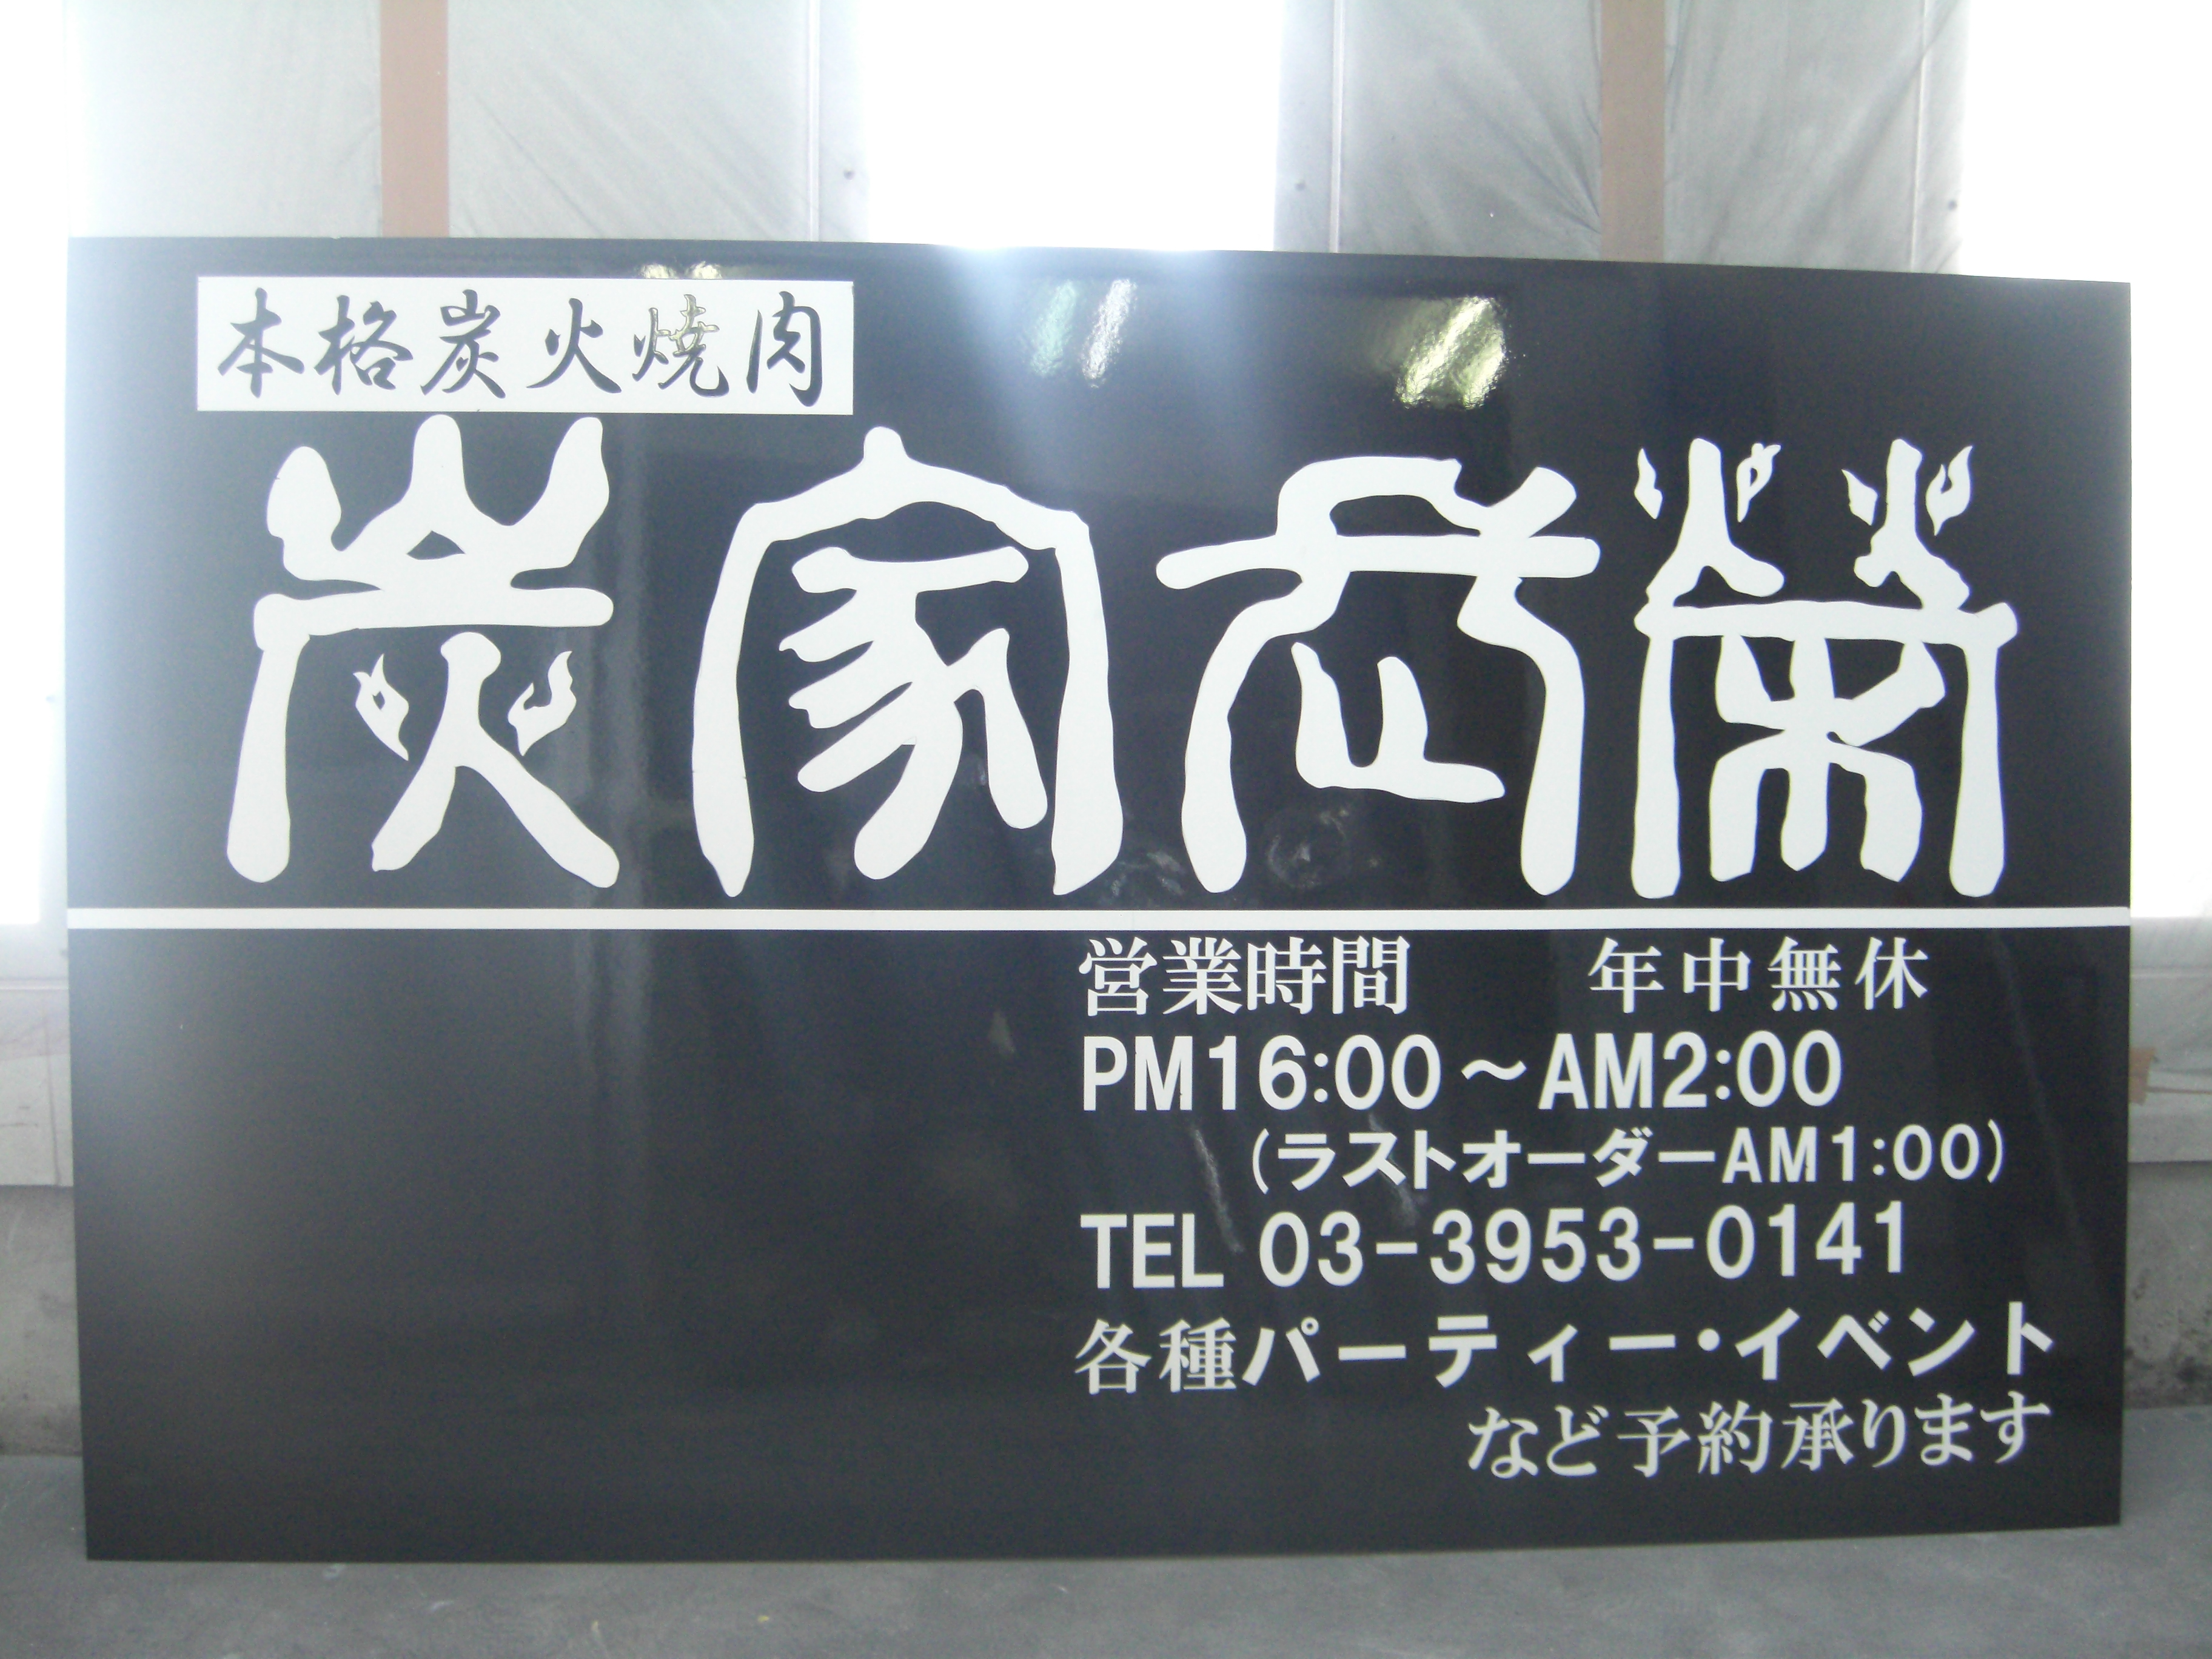 本格炭火焼肉
炭家武榮
営業時間 年中無休
PM16:00～AM2:00
(ラストオーダーAM1:00)
TEL 03-3953-0141
各種パーティー・イベント
など予約承ります